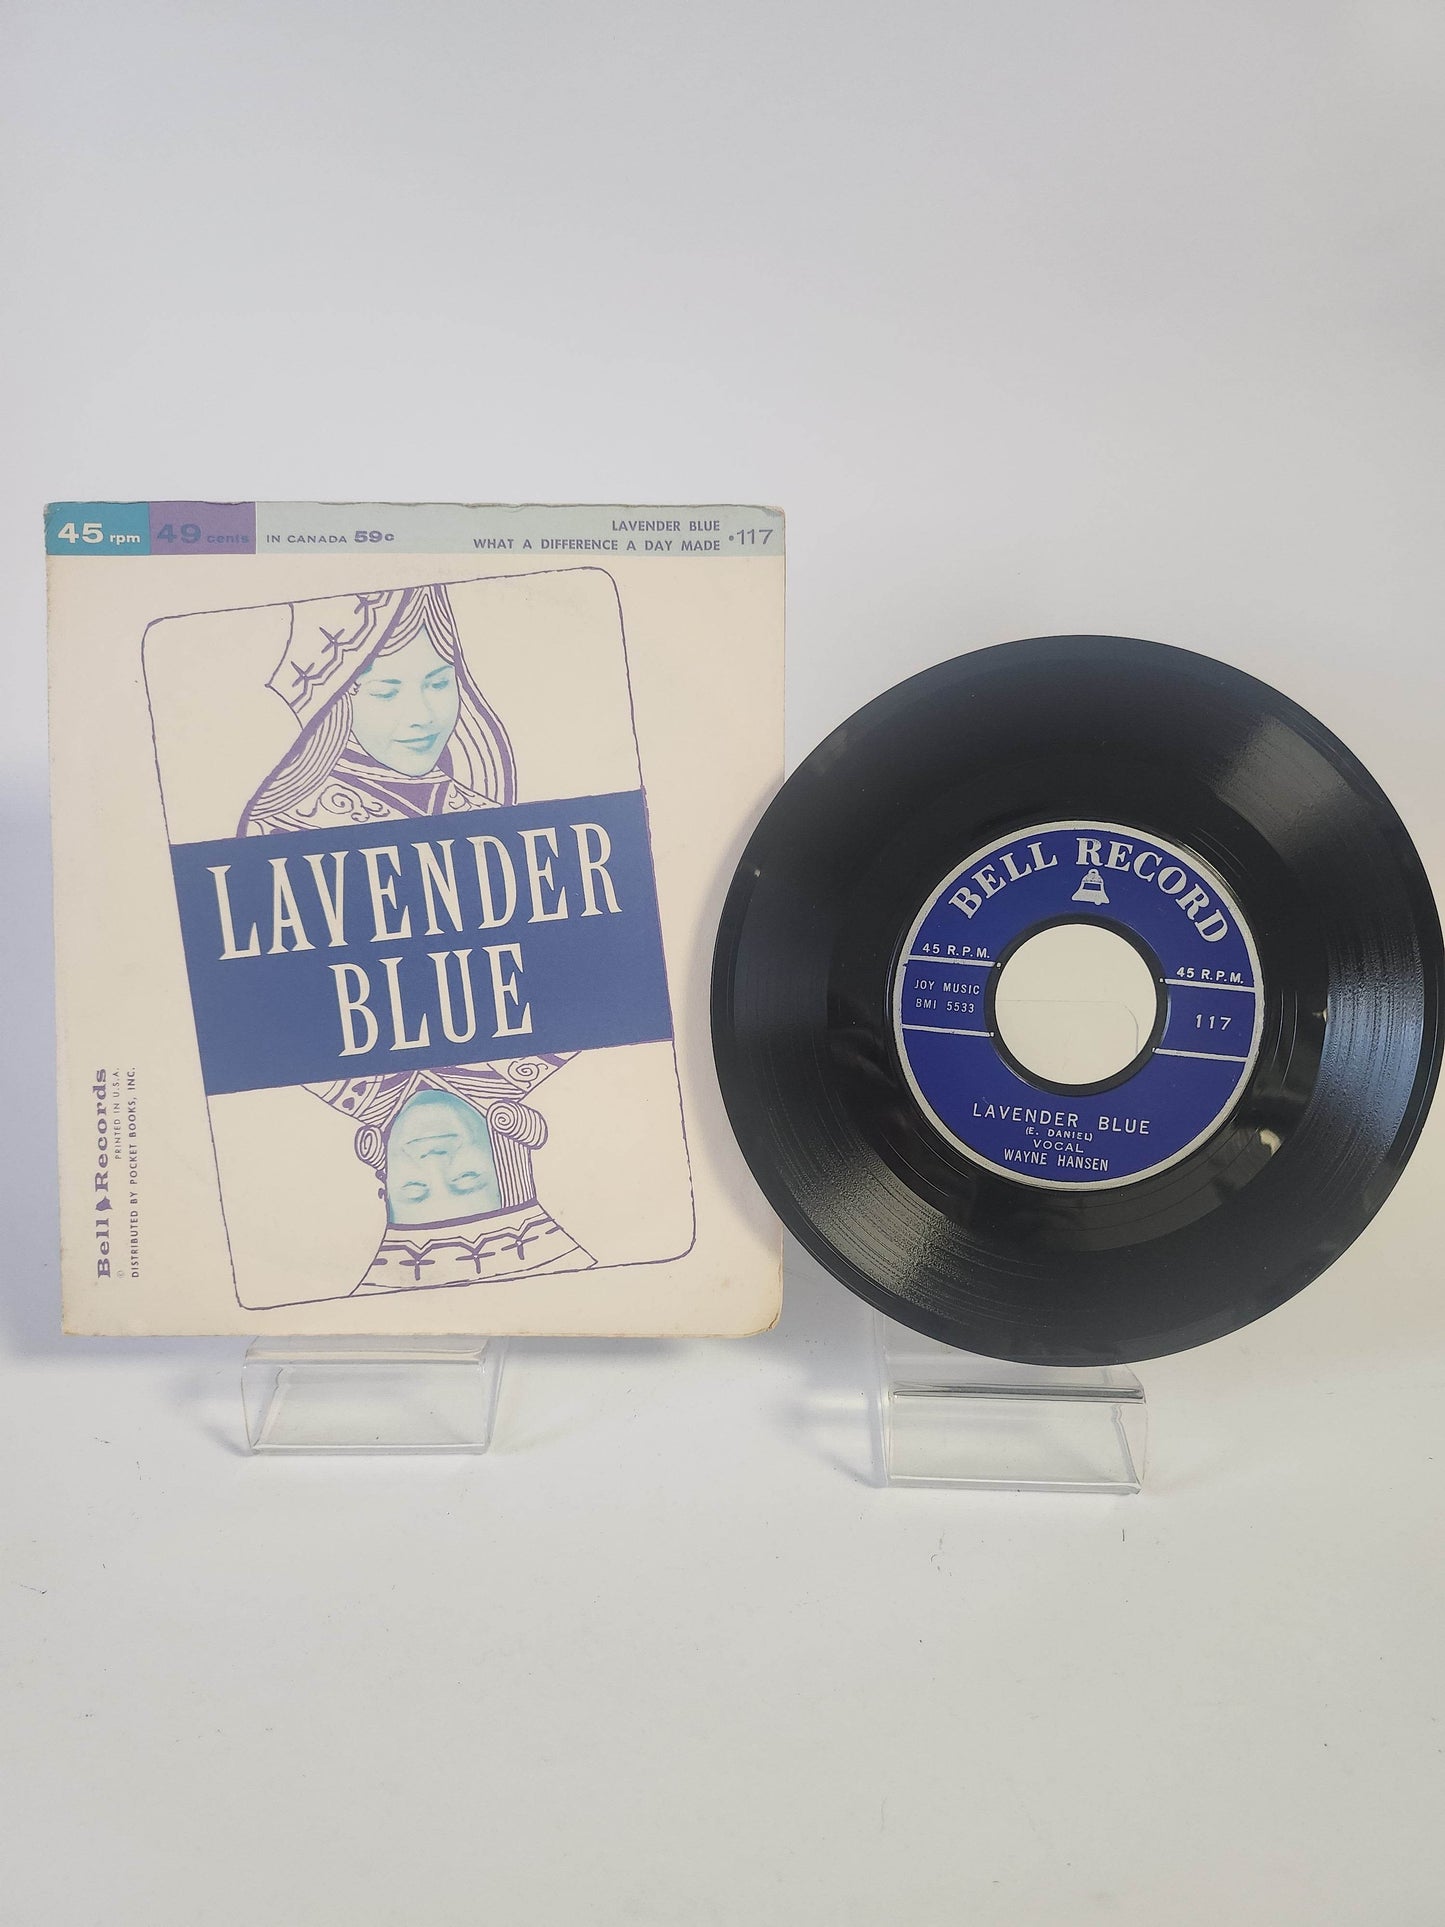 45 rpm 49 cents IN CANADA 59c
LAVENDER BLUE
WHAT A DIFFERENCE A DAY MADE •117
LAVENDER
BLUE
Bell Records
PRINTED IN U.S.A.
©
DISTRIBUTED BY POCKET BOOKS, INC.
BELL RECORD
45 R.P.M.
45 R.P.M.
JOY MUSIC
BMI 5533
117
LAVENDER BLUE
(E. DANIEL)
VOCAL
WAYNE HANSEN